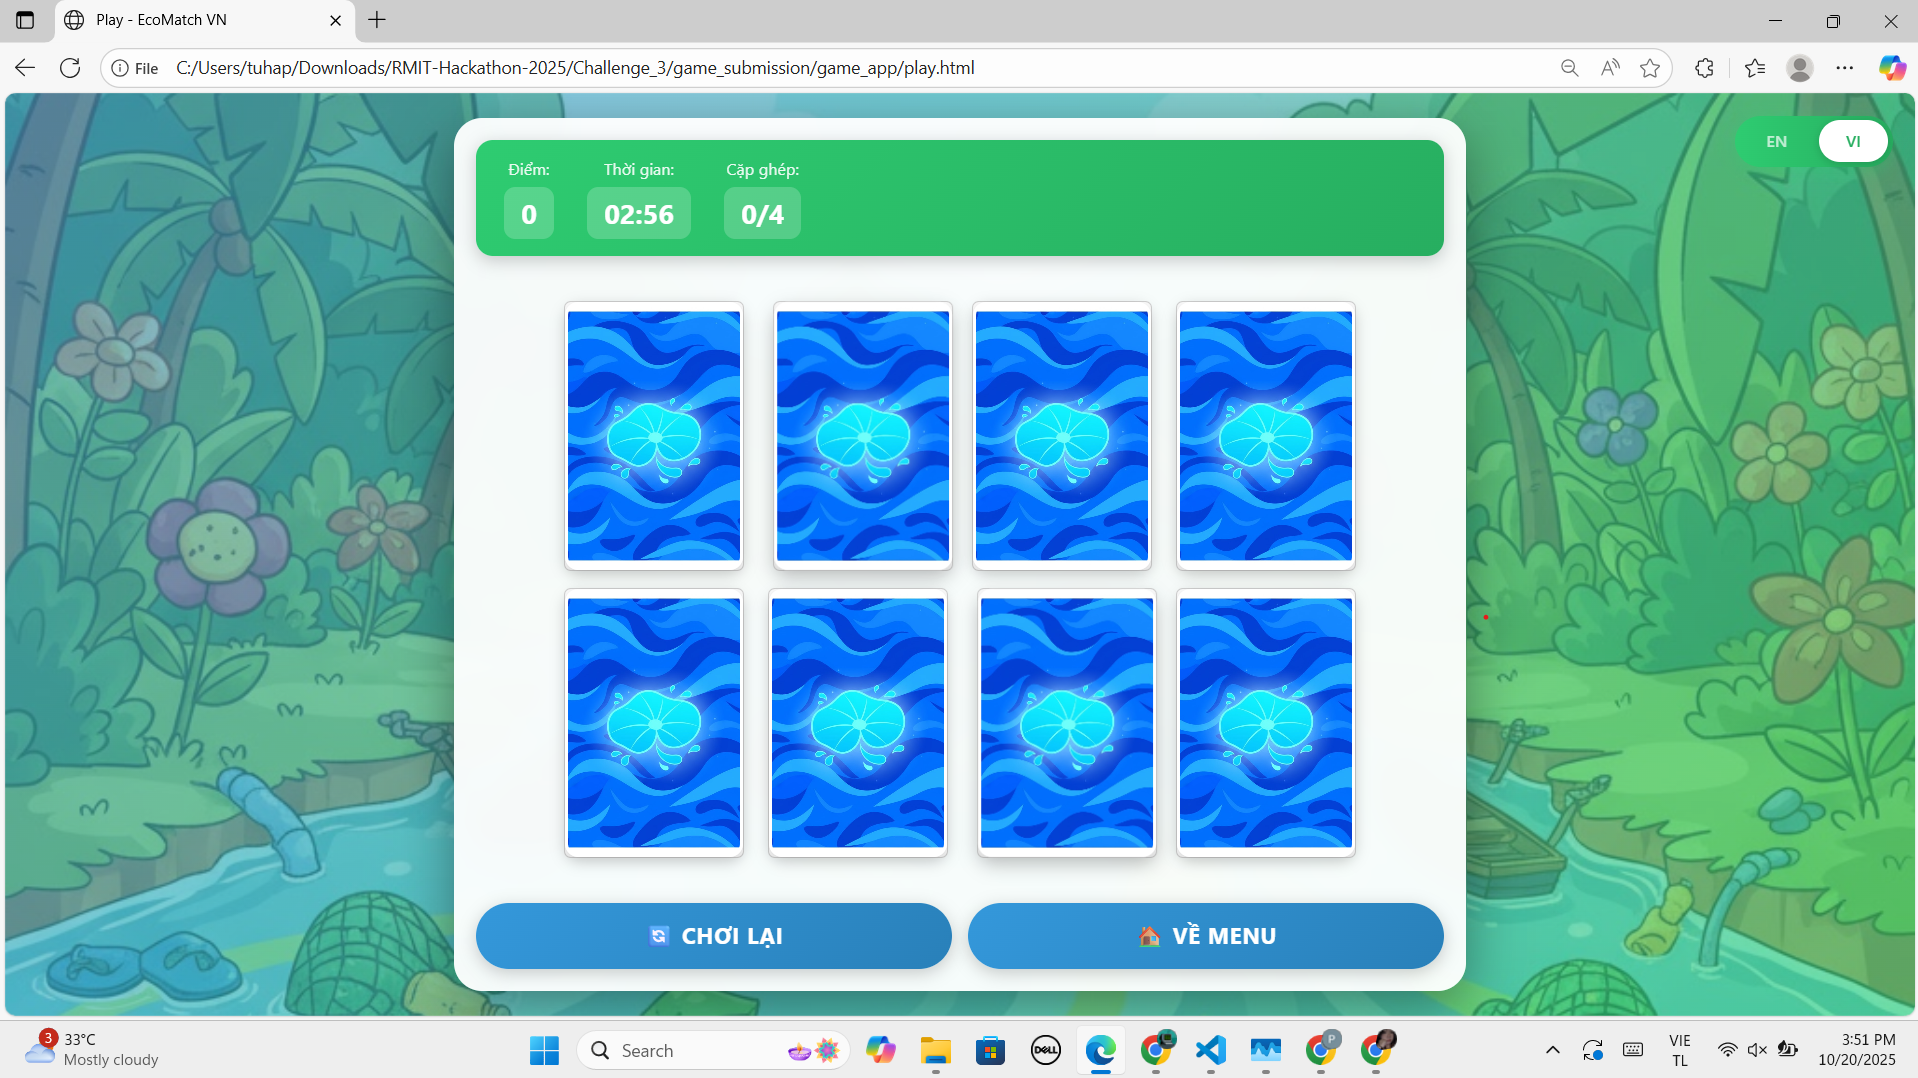 Play - EcoMatch VN
File
C:/Users/tuhap/Downloads/RMIT-Hackathon-2025/Challenge_3/game_submission/game_app/play.html
EN
VI
Điểm:
Thời gian:
Cặp ghép:
0
02:56
0/4
CHƠI LẠI
VỀ MENU
3
33°C
Mostly cloudy
Search
DELL
P
VIE
TL
3:51 PM
10/20/2025